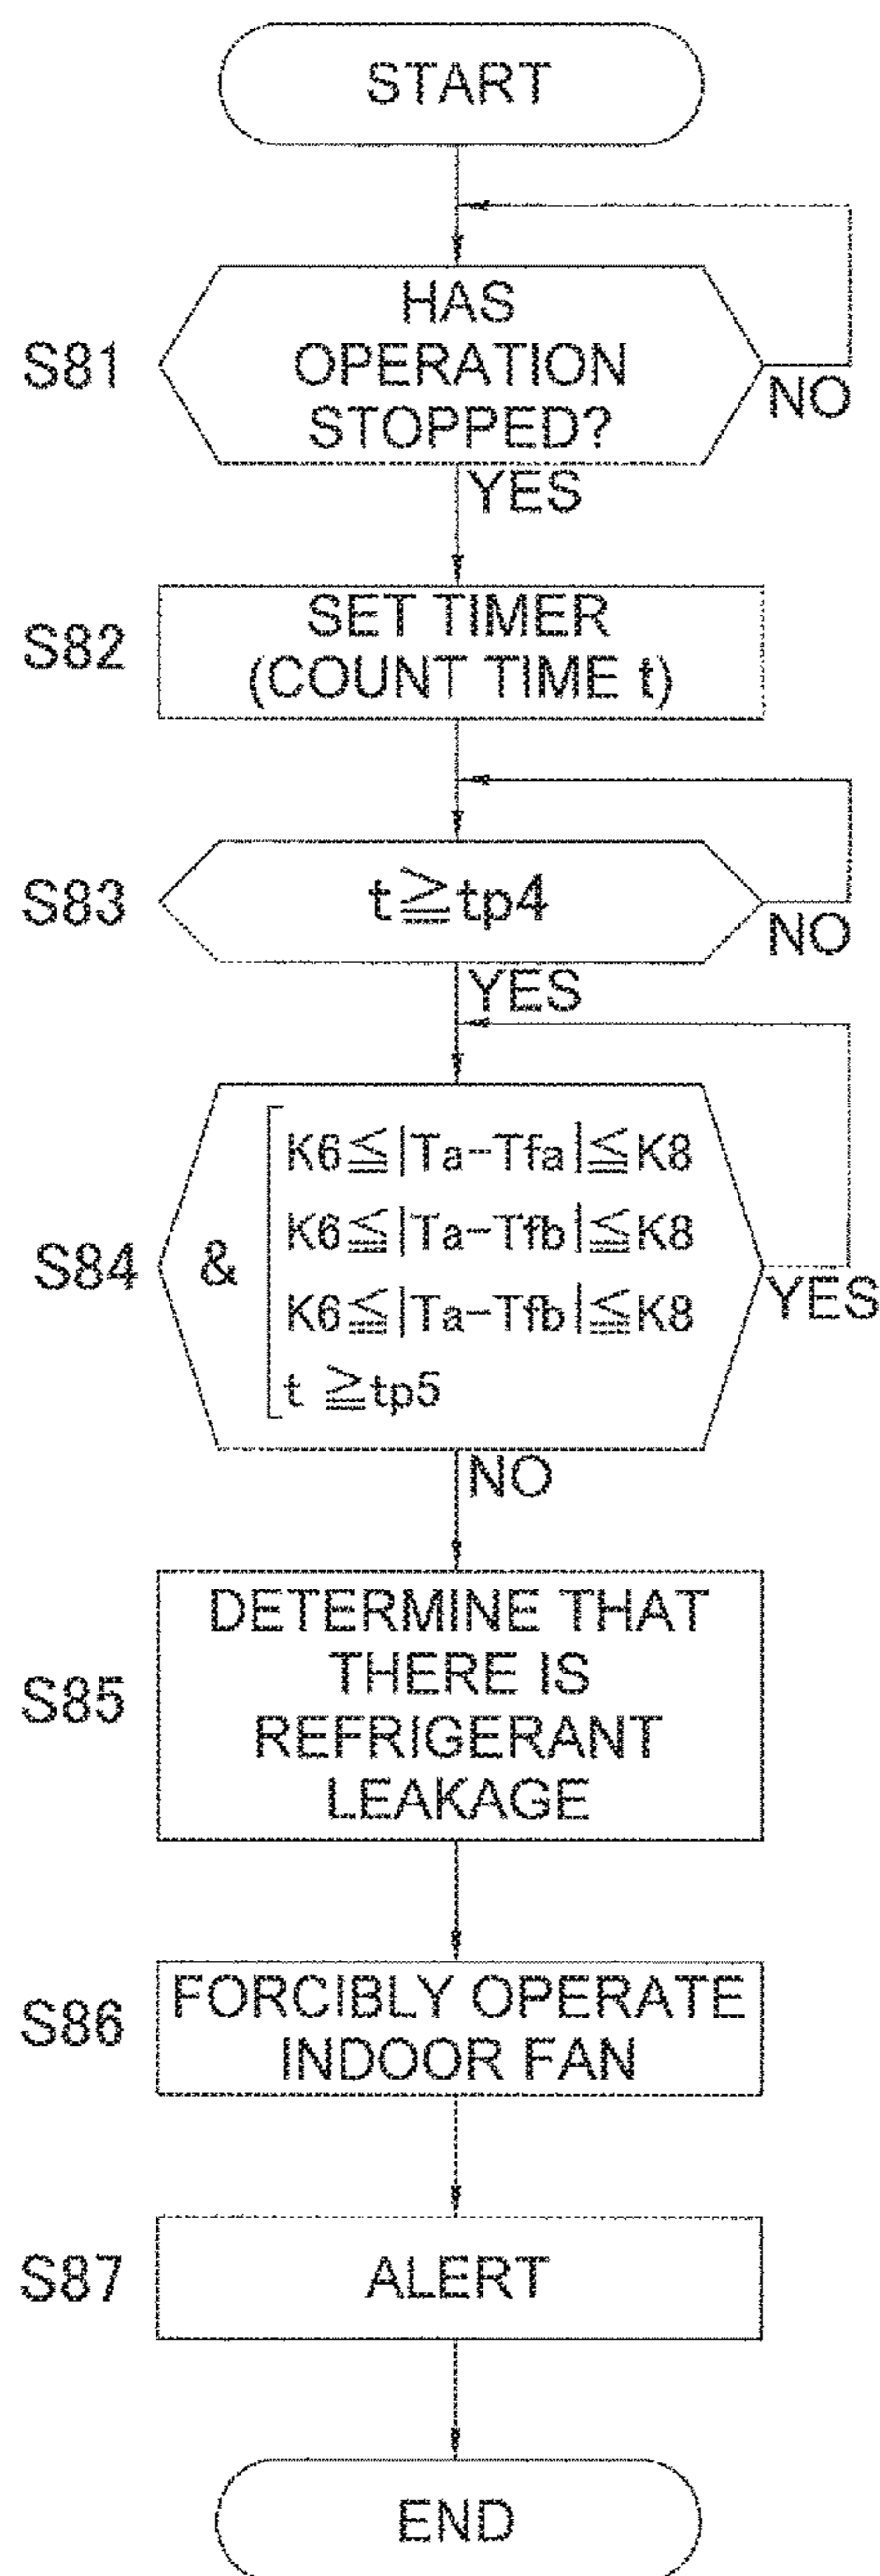 START
S81
HAS
OPERATION
STOPPED?
NO
YES
S82
SET TIMER
(COUNT TIME t)
S83
t≧tp4
NO
YES
S84
&
K6≦|Ta-Tfa|≦K8
K6≦|Ta-Tfb|≦K8
K6≦|Ta-Tfb|≦K8
t ≧tp5
YES
NO
S85
DETERMINE THAT
THERE IS
REFRIGERANT
LEAKAGE
S86
FORCIBLY OPERATE
INDOOR FAN
S87
ALERT
END